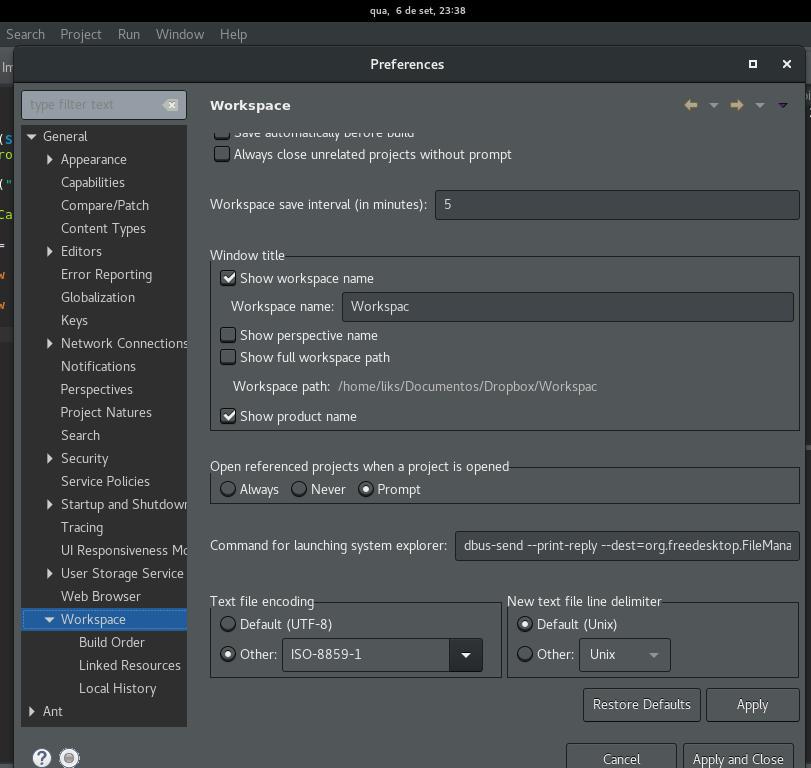 qua, 6 de set, 23:38
Search Project Run Window Help
Preferences
type filter text
Workspace
General
Appearance
Capabilities
Compare/Patch
Content Types
Editors
Error Reporting
Globalization
Keys
Network Connections
Notifications
Perspectives
Project Natures
Search
Security
Service Policies
Startup and Shutdown
Tracing
UI Responsiveness Mo
User Storage Service
Web Browser
Workspace
Build Order
Linked Resources
Local History
Ant
Save automatically before build
Always close unrelated projects without prompt
Workspace save interval (in minutes): 5
Window title
Show workspace name
Workspace name: Workspac
Show perspective name
Show full workspace path
Workspace path: /home/liks/Documentos/Dropbox/Workspac
Show product name
Open referenced projects when a project is opened
Always Never Prompt
Command for launching system explorer: dbus-send --print-reply --dest=org.freedesktop.FileMana
Text file encoding
Default (UTF-8)
Other: ISO-8859-1
New text file line delimiter
Default (Unix)
Other: Unix
Restore Defaults Apply
Cancel Apply and Close